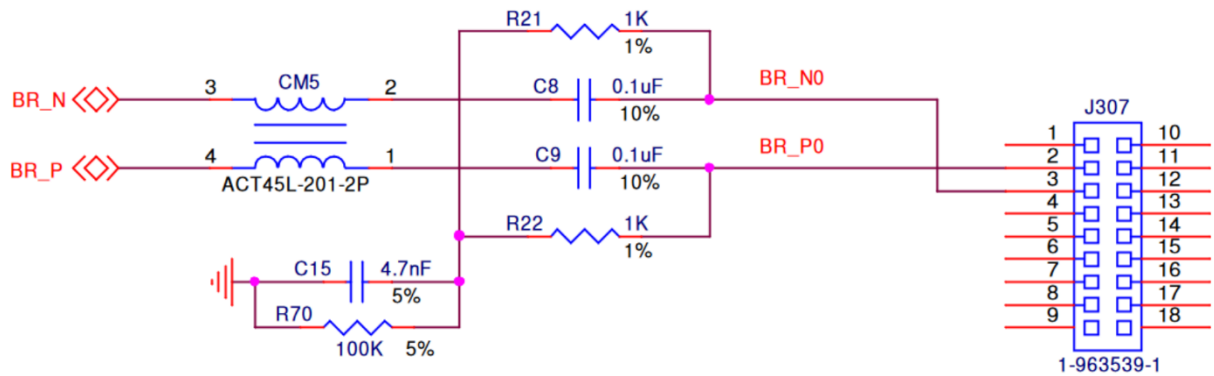 R21 1K
1%
3 CM5 2 C8 0.1uF BR_N0
BR_N
10%
J307
4 1 C9 0.1uF BR_P0
BR_P
ACT45L-201-2P 10%
R22 1K
1%
C15 4.7nF
5%
R70
100K 5%
1 10
2 11
3 12
4 13
5 14
6 15
7 16
8 17
9 18
1-963539-1